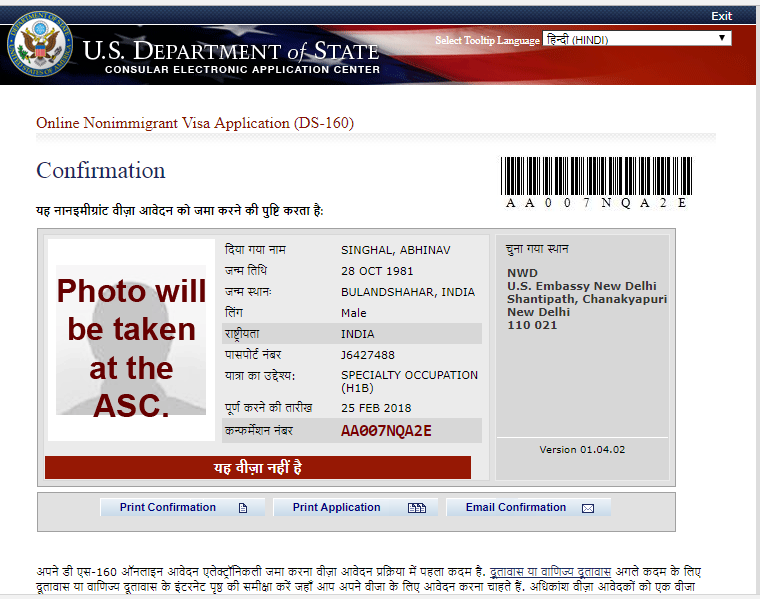 Exit
U.S. DEPARTMENT of STATE
CONSULAR ELECTRONIC APPLICATION CENTER
Select Tooltip Language हिन्दी (HINDI)
Online Nonimmigrant Visa Application (DS-160)
Confirmation
AA007NQA2E
यह नानइमीग्रांट वीज़ा आवेदन को जमा करने की पुष्टि करता है:
Photo will
be taken
at the
ASC.
दिया गया नाम SINGHAL, ABHINAV
जन्म तिथि 28 OCT 1981
जन्म स्थानः BULANDSHAHAR, INDIA
लिंग Male
राष्ट्रीयता INDIA
पासपोर्ट नंबर J6427488
यात्रा का उद्देश्य: SPECIALTY OCCUPATION
(H1B)
पूर्ण करने की तारीख 25 FEB 2018
कन्फर्मेशन नंबर AA007NQA2E
यह वीज़ा नहीं है
चुना गया स्थान
NWD
U.S. Embassy New Delhi
Shantipath, Chanakyapuri
New Delhi
110 021
Version 01.04.02
Print Confirmation
Print Application
Email Confirmation
अपने डी एस-160 ऑनलाइन आवेदन एलेक्ट्रॉनिकली जमा करना वीज़ा आवेदन प्रक्रिया में पहला कदम है. दूतावास या वाणिज्य दूतावास अगले कदम के लिए
दूतावास या वाणिज्य दूतावास के इंटरनेट पृष्ठ की समीक्षा करें जहाँ आप अपने वीजा के लिए आवेदन करना चाहते हैं. अधिकांश वीज़ा आवेदकों को एक वीजा